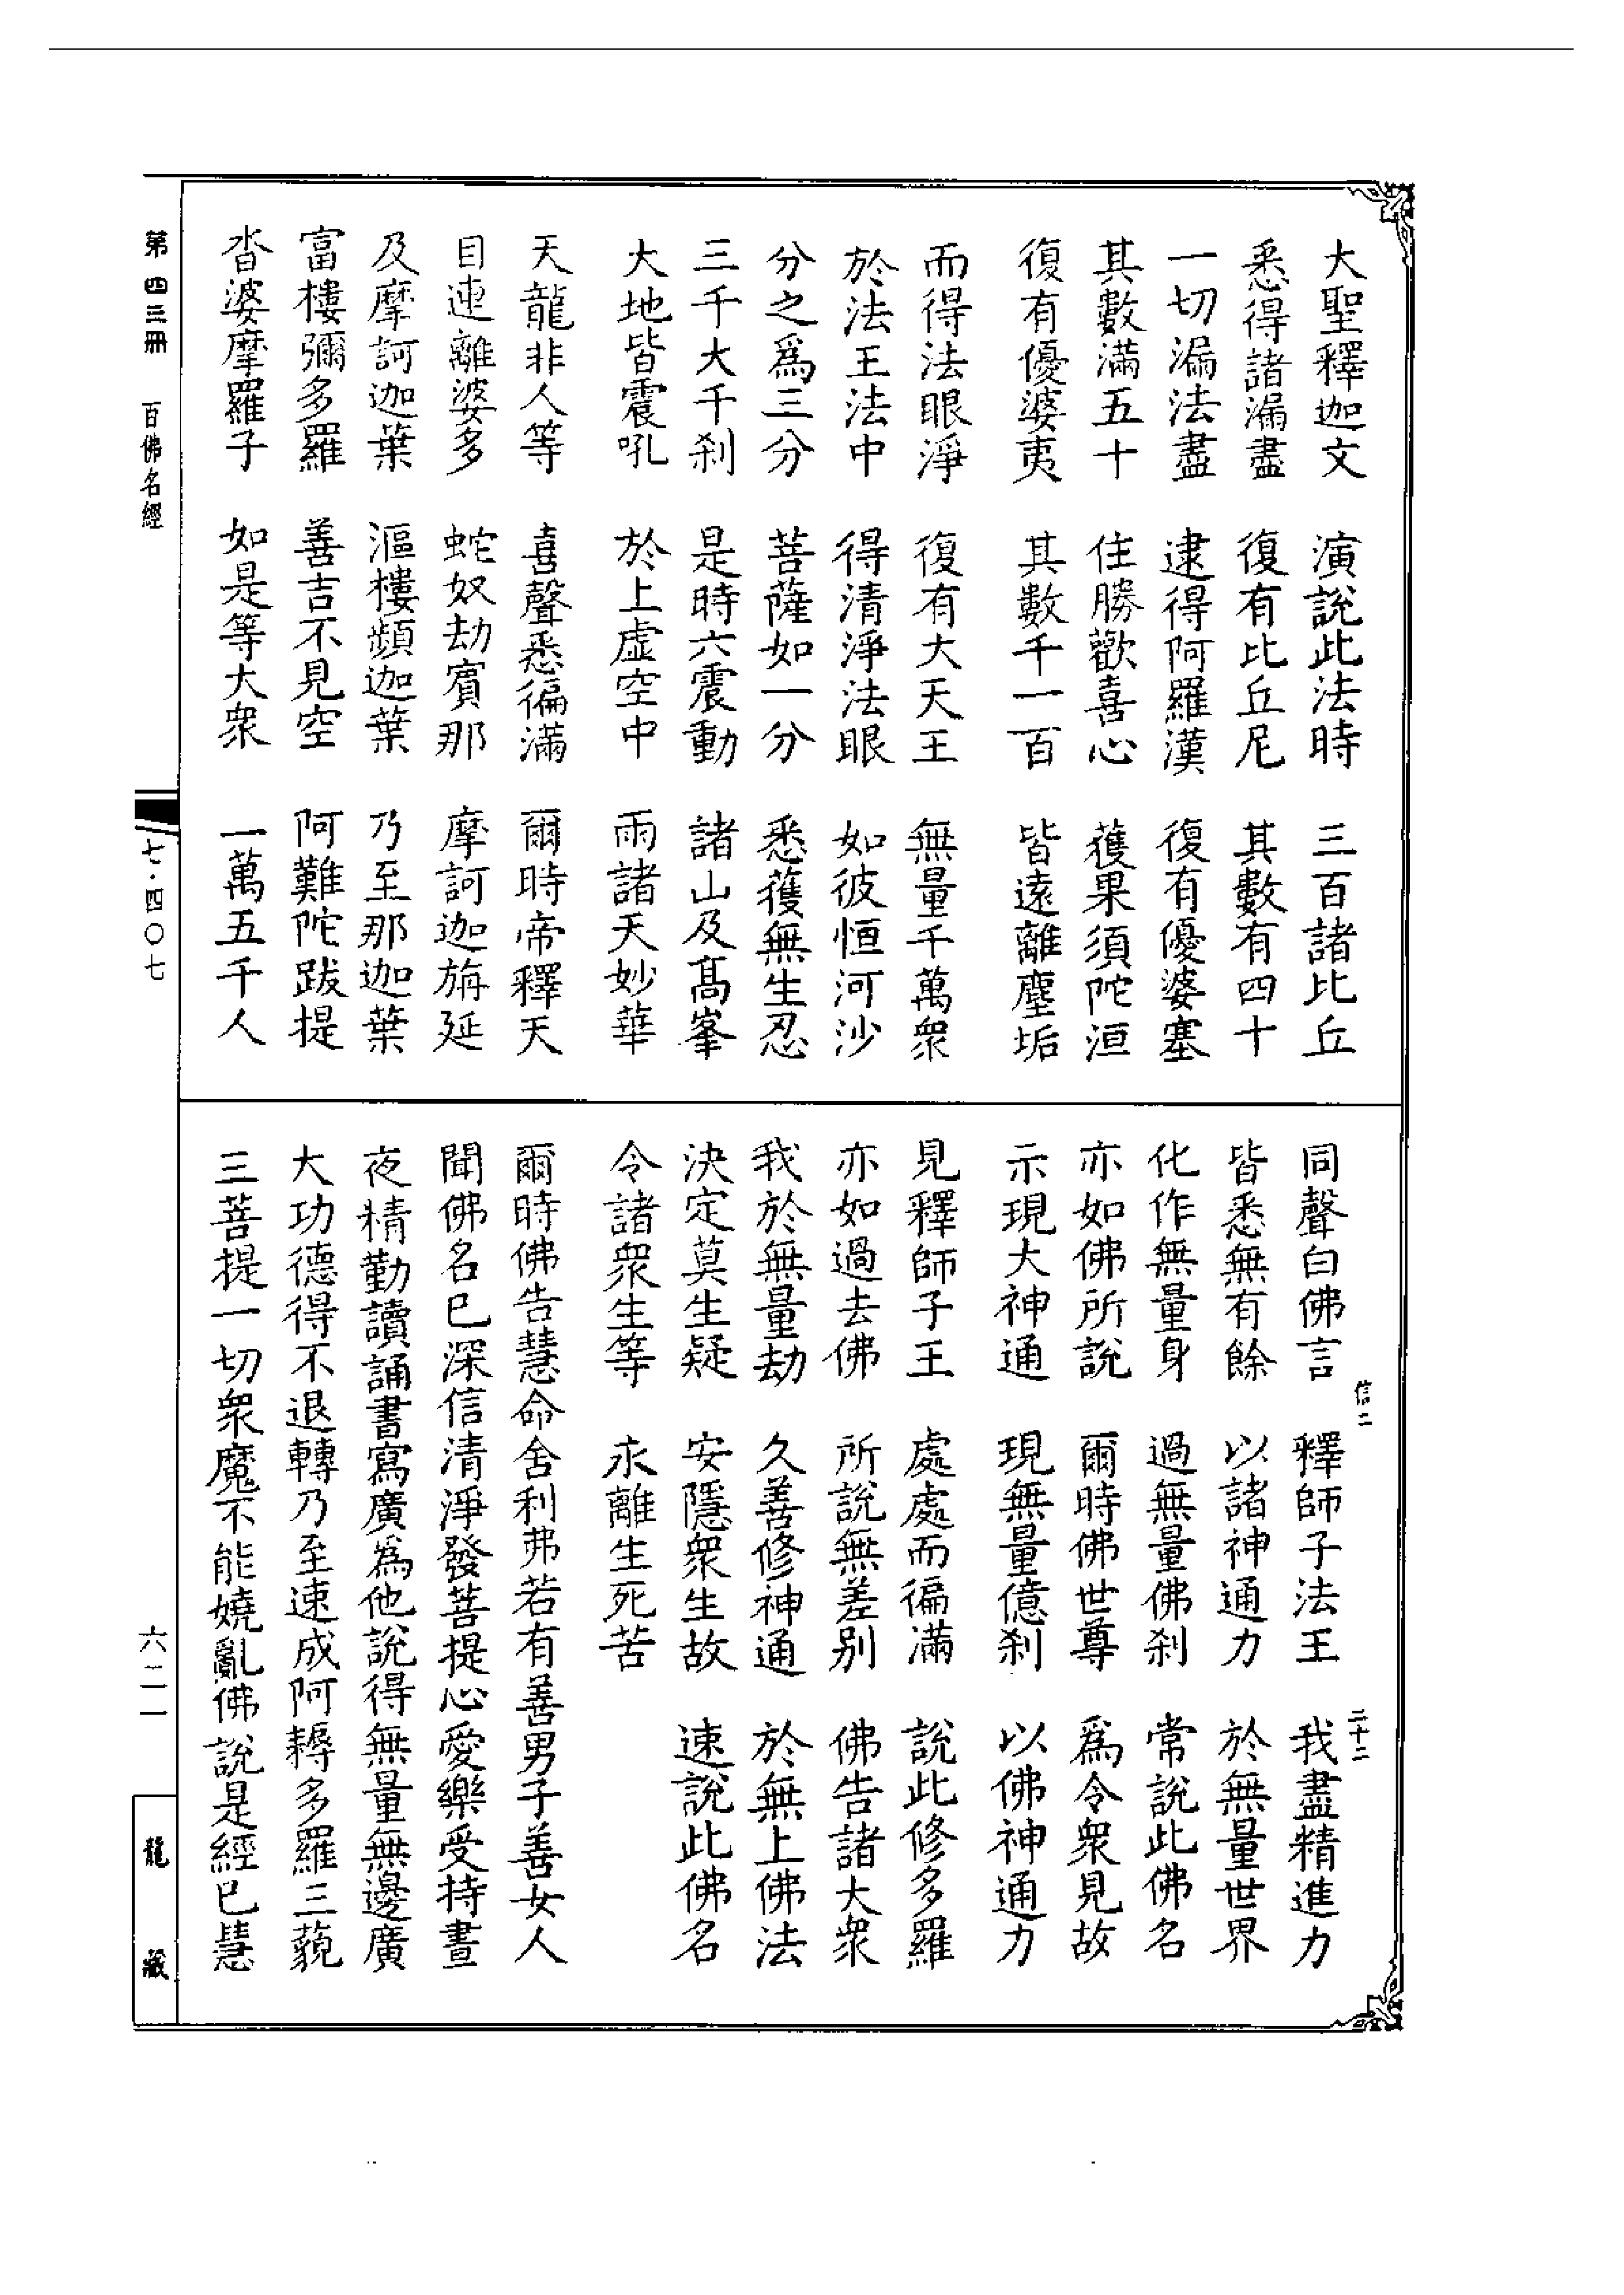 大聖釋迦文　演說此法時　三百諸比丘
悉得諸漏盡　復有比丘尼　其數有四十
一切漏法盡　逮得阿羅漢　復有優婆塞
其數滿五十　住勝歡喜心　獲果須陀洹
復有優婆夷　其數千一百　皆遠離塵垢
而得法眼淨　復有大天王　無量千萬眾
於法王法中　得清淨法眼　如彼恒河沙
分之為三分　菩薩如一分　悉獲無生忍
三千大千剎　是時六震動　諸山及高峯
大地皆震吼　於上虛空中　雨諸天妙華
天龍非人等　喜聲悉徧滿　爾時帝釋天
目連離婆多　蛇奴劫賓那　摩訶迦旃延
及摩訶迦葉　漚樓頻迦葉　乃至那迦葉
富樓彌多羅　善吉不見空　阿難陀跋提
沓婆摩羅子　如是等大眾　一萬五千人
同聲白佛言　釋師子法王　我盡精進力
皆悉無有餘　以諸神通力　於無量世界
化作無量身　過無量佛剎　常說此佛名
亦如佛所說　爾時佛世尊　為令眾見故
示現大神通　現無量億剎　以佛神通力
見釋師子王　處處而徧滿　說此修多羅
亦如過去佛　所說無差別　佛告諸大眾
我於無量劫　久善修神通　於無上佛法
決定莫生疑　安隱眾生故　速說此佛名
令諸眾生等　永離生死苦
爾時佛告慧命舍利弗若有善男子善女人
聞佛名已深信清淨發菩提心愛樂受持晝
夜精勤讀誦書寫廣為他說得無量無邊廣
大功德得不退轉乃至速成阿耨多羅三藐
三菩提一切眾魔不能嬈亂佛說是經已慧
信二
二十二
第四三冊　百佛名經
七·四〇七
六二一
龍藏